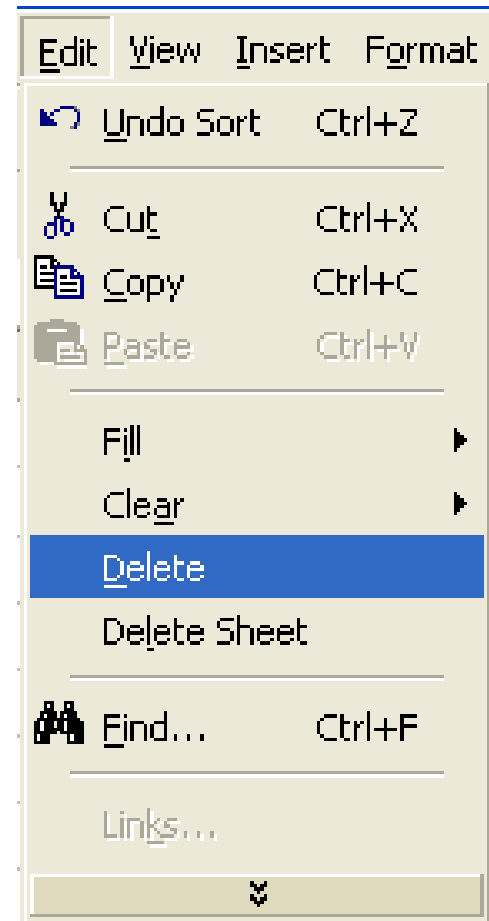 Edit View Insert Format
Undo Sort Ctrl+Z
Cut Ctrl+X
Copy Ctrl+C
Paste Ctrl+V
Fill
Clear
Delete
Delete Sheet
Find... Ctrl+F
Links...